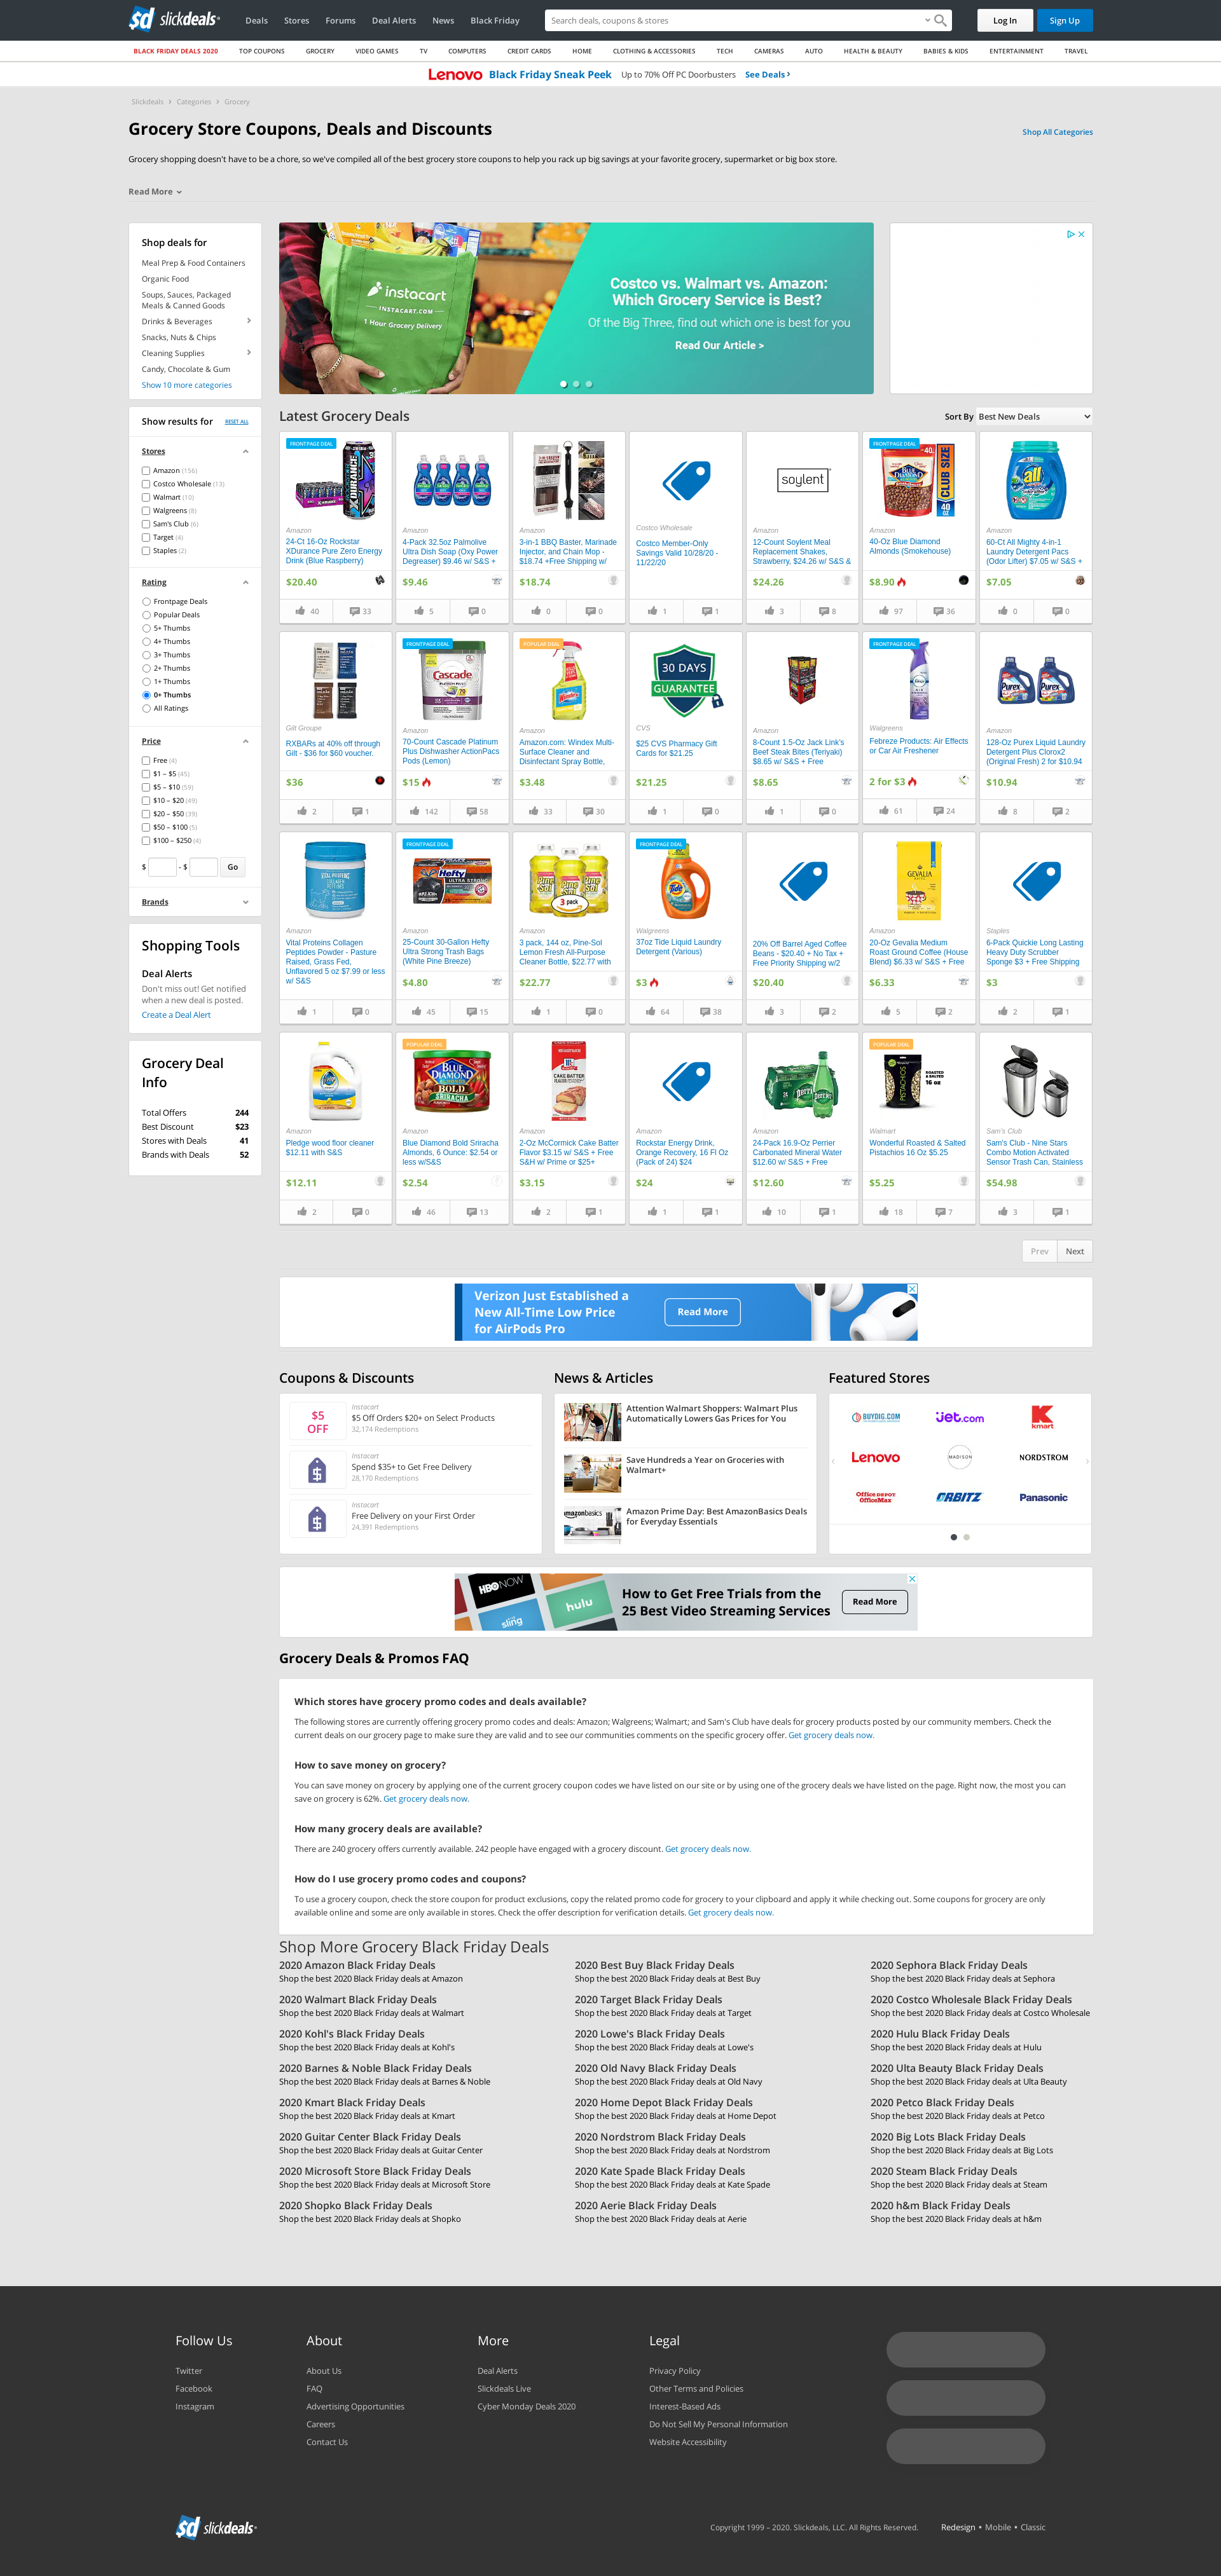 slickdeals
Deals
Stores
Forums
Deal Alerts
News
Black Friday
Search deals, coupons & stores
Log In
Sign Up
BLACK FRIDAY DEALS 2020
TOP COUPONS
GROCERY
VIDEO GAMES
TV
COMPUTERS
CREDIT CARDS
HOME
CLOTHING & ACCESSORIES
TECH
CAMERAS
AUTO
HEALTH & BEAUTY
BABIES & KIDS
ENTERTAINMENT
TRAVEL
Lenovo Black Friday Sneak Peek Up to 70% Off PC Doorbusters See Deals
Slickdeals
Categories
Grocery
Grocery Store Coupons, Deals and Discounts
Shop All Categories
Grocery shopping doesn't have to be a chore, so we've compiled all of the best grocery store coupons to help you rack up big savings at your favorite grocery, supermarket or big box store.
Read More
Shop deals for
Meal Prep & Food Containers
Organic Food
Soups, Sauces, Packaged
Meals & Canned Goods
Drinks & Beverages
Snacks, Nuts & Chips
Cleaning Supplies
Candy, Chocolate & Gum
Show 10 more categories
Show results for
RESET ALL
Stores
Amazon (156)
Costco Wholesale (13)
Walmart (10)
Walgreens (8)
Sam's Club (6)
Target (4)
Staples (2)
Rating
Frontpage Deals
Popular Deals
5+ Thumbs
4+ Thumbs
3+ Thumbs
2+ Thumbs
1+ Thumbs
0+ Thumbs
All Ratings
Price
Free (4)
$1 – $5 (45)
$5 – $10 (59)
$10 – $20 (49)
$20 – $50 (39)
$50 – $100 (5)
$100 – $250 (4)
$ - $ Go
Brands
Shopping Tools
Deal Alerts
Don't miss out! Get notified
when a new deal is posted.
Create a Deal Alert
Grocery Deal
Info
Total Offers 244
Best Discount $23
Stores with Deals 41
Brands with Deals 52
instacart
INSTACART.COM
1 Hour Grocery Delivery
Costco vs. Walmart vs. Amazon:
Which Grocery Service is Best?
Of the Big Three, find out which one is best for you
Read Our Article >
Latest Grocery Deals
Sort By Best New Deals
FRONTPAGE DEAL
Amazon
24-Ct 16-Oz Rockstar
XDurance Pure Zero Energy
Drink (Blue Raspberry)
$20.40
40 33
Amazon
4-Pack 32.5oz Palmolive
Ultra Dish Soap (Oxy Power
Degreaser) $9.46 w/ S&S +
$9.46
5 0
Amazon
3-in-1 BBQ Baster, Marinade
Injector, and Chain Mop -
$18.74 +Free Shipping w/
$18.74
0 0
Costco Wholesale
Costco Member-Only
Savings Valid 10/28/20 -
11/22/20
1 1
soylent
Amazon
12-Count Soylent Meal
Replacement Shakes,
Strawberry, $24.26 w/ S&S &
$24.26
3 8
FRONTPAGE DEAL
BLUE DIAMOND
CLUB SIZE
40 OZ
Amazon
40-Oz Blue Diamond
Almonds (Smokehouse)
$8.90
97 36
all
Amazon
60-Ct All Mighty 4-in-1
Laundry Detergent Pacs
(Odor Lifter) $7.05 w/ S&S +
$7.05
0 0
Gilt Groupe
RXBARs at 40% off through
Gilt - $36 for $60 voucher.
$36
2 1
FRONTPAGE DEAL
Cascade
Amazon
70-Count Cascade Platinum
Plus Dishwasher ActionPacs
Pods (Lemon)
$15
142 58
POPULAR DEAL
Windex
Amazon
Amazon.com: Windex Multi-
Surface Cleaner and
Disinfectant Spray Bottle,
$3.48
33 30
30 DAYS
GUARANTEE
CVS
$25 CVS Pharmacy Gift
Cards for $21.25
$21.25
1 0
Amazon
8-Count 1.5-Oz Jack Link's
Beef Steak Bites (Teriyaki)
$8.65 w/ S&S + Free
$8.65
1 0
FRONTPAGE DEAL
Walgreens
Febreze Products: Air Effects
or Car Air Freshener
2 for $3
61 24
Purex
Purex
Amazon
128-Oz Purex Liquid Laundry
Detergent Plus Clorox2
(Original Fresh) 2 for $10.94
$10.94
8 2
VITAL PROTEINS
COLLAGEN PEPTIDES
Amazon
Vital Proteins Collagen
Peptides Powder - Pasture
Raised, Grass Fed,
Unflavored 5 oz $7.99 or less
w/ S&S
1 0
FRONTPAGE DEAL
Hefty
ULTRA STRONG
Amazon
25-Count 30-Gallon Hefty
Ultra Strong Trash Bags
(White Pine Breeze)
$4.80
45 15
Pine Sol
3 pack
Amazon
3 pack, 144 oz, Pine-Sol
Lemon Fresh All-Purpose
Cleaner Bottle, $22.77 with
$22.77
1 0
FRONTPAGE DEAL
Tide
Walgreens
37oz Tide Liquid Laundry
Detergent (Various)
$3
64 38
20% Off Barrel Aged Coffee
Beans - $20.40 + No Tax +
Free Priority Shipping w/2
$20.40
3 2
GEVALIA
Amazon
20-Oz Gevalia Medium
Roast Ground Coffee (House
Blend) $6.33 w/ S&S + Free
$6.33
5 2
Staples
6-Pack Quickie Long Lasting
Heavy Duty Scrubber
Sponge $3 + Free Shipping
$3
2 1
Pledge
Amazon
Pledge wood floor cleaner
$12.11 with S&S
$12.11
2 0
POPULAR DEAL
BLUE DIAMOND
BOLD
SRIRACHA
Amazon
Blue Diamond Bold Sriracha
Almonds, 6 Ounce: $2.54 or
less w/S&S
$2.54
46 13
CAKE BATTER
Amazon
2-Oz McCormick Cake Batter
Flavor $3.15 w/ S&S + Free
S&H w/ Prime or $25+
$3.15
2 1
Amazon
Rockstar Energy Drink,
Orange Recovery, 16 Fl Oz
(Pack of 24) $24
$24
1 1
perrier
Amazon
24-Pack 16.9-Oz Perrier
Carbonated Mineral Water
$12.60 w/ S&S + Free
$12.60
10 1
POPULAR DEAL
PISTACHIOS
ROASTED & SALTED
16 oz
Walmart
Wonderful Roasted & Salted
Pistachios 16 Oz $5.25
$5.25
18 7
Sam's Club
Sam's Club - Nine Stars
Combo Motion Activated
Sensor Trash Can, Stainless
$54.98
3 1
Prev
Next
Verizon Just Established a
New All-Time Low Price
for AirPods Pro
Read More
Coupons & Discounts
$5
OFF
Instacart
$5 Off Orders $20+ on Select Products
32,174 Redemptions
Instacart
Spend $35+ to Get Free Delivery
28,170 Redemptions
Instacart
Free Delivery on your First Order
24,391 Redemptions
News & Articles
Attention Walmart Shoppers: Walmart Plus
Automatically Lowers Gas Prices for You
Save Hundreds a Year on Groceries with
Walmart+
amazonbasics
Amazon Prime Day: Best AmazonBasics Deals
for Everyday Essentials
Featured Stores
BUYDIG.COM
jet.com
kmart
Lenovo
MADISON
NORDSTROM
Office DEPOT
OfficeMax
ORBITZ
Panasonic
HBO NOW
hulu
sling
How to Get Free Trials from the
25 Best Video Streaming Services
Read More
Grocery Deals & Promos FAQ
Which stores have grocery promo codes and deals available?
The following stores are currently offering grocery promo codes and deals: Amazon; Walgreens; Walmart; and Sam's Club have deals for grocery products posted by our community members. Check the
current deals on our grocery page to make sure they are valid and to see our communities comments on the specific grocery offer. Get grocery deals now.
How to save money on grocery?
You can save money on grocery by applying one of the current grocery coupon codes we have listed on our site or by using one of the grocery deals we have listed on the page. Right now, the most you can
save on grocery is 62%. Get grocery deals now.
How many grocery deals are available?
There are 240 grocery offers currently available. 242 people have engaged with a grocery discount. Get grocery deals now.
How do I use grocery promo codes and coupons?
To use a grocery coupon, check the store coupon for product exclusions, copy the related promo code for grocery to your clipboard and apply it while checking out. Some coupons for grocery are only
available online and some are only available in stores. Check the offer description for verification details. Get grocery deals now.
Shop More Grocery Black Friday Deals
2020 Amazon Black Friday Deals
Shop the best 2020 Black Friday deals at Amazon
2020 Best Buy Black Friday Deals
Shop the best 2020 Black Friday deals at Best Buy
2020 Sephora Black Friday Deals
Shop the best 2020 Black Friday deals at Sephora
2020 Walmart Black Friday Deals
Shop the best 2020 Black Friday deals at Walmart
2020 Target Black Friday Deals
Shop the best 2020 Black Friday deals at Target
2020 Costco Wholesale Black Friday Deals
Shop the best 2020 Black Friday deals at Costco Wholesale
2020 Kohl's Black Friday Deals
Shop the best 2020 Black Friday deals at Kohl's
2020 Lowe's Black Friday Deals
Shop the best 2020 Black Friday deals at Lowe's
2020 Hulu Black Friday Deals
Shop the best 2020 Black Friday deals at Hulu
2020 Barnes & Noble Black Friday Deals
Shop the best 2020 Black Friday deals at Barnes & Noble
2020 Old Navy Black Friday Deals
Shop the best 2020 Black Friday deals at Old Navy
2020 Ulta Beauty Black Friday Deals
Shop the best 2020 Black Friday deals at Ulta Beauty
2020 Kmart Black Friday Deals
Shop the best 2020 Black Friday deals at Kmart
2020 Home Depot Black Friday Deals
Shop the best 2020 Black Friday deals at Home Depot
2020 Petco Black Friday Deals
Shop the best 2020 Black Friday deals at Petco
2020 Guitar Center Black Friday Deals
Shop the best 2020 Black Friday deals at Guitar Center
2020 Nordstrom Black Friday Deals
Shop the best 2020 Black Friday deals at Nordstrom
2020 Big Lots Black Friday Deals
Shop the best 2020 Black Friday deals at Big Lots
2020 Microsoft Store Black Friday Deals
Shop the best 2020 Black Friday deals at Microsoft Store
2020 Kate Spade Black Friday Deals
Shop the best 2020 Black Friday deals at Kate Spade
2020 Steam Black Friday Deals
Shop the best 2020 Black Friday deals at Steam
2020 Shopko Black Friday Deals
Shop the best 2020 Black Friday deals at Shopko
2020 Aerie Black Friday Deals
Shop the best 2020 Black Friday deals at Aerie
2020 h&m Black Friday Deals
Shop the best 2020 Black Friday deals at h&m
Follow Us
Twitter
Facebook
Instagram
About
About Us
FAQ
Advertising Opportunities
Careers
Contact Us
More
Deal Alerts
Slickdeals Live
Cyber Monday Deals 2020
Legal
Privacy Policy
Other Terms and Policies
Interest-Based Ads
Do Not Sell My Personal Information
Website Accessibility
slickdeals
Copyright 1999 – 2020. Slickdeals, LLC. All Rights Reserved.
Redesign • Mobile • Classic